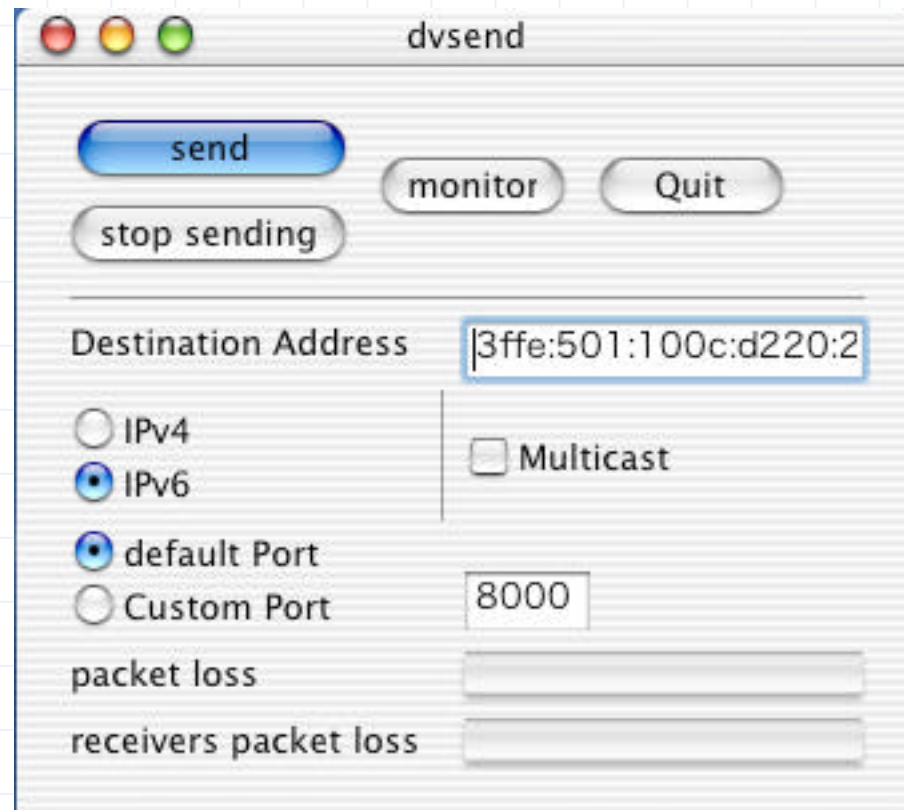 dvsend
send
monitor
Quit
stop sending
Destination Address
3ffe:501:100c:d220:2
IPv4
Multicast
IPv6
default Port
Custom Port
8000
packet loss
receivers packet loss